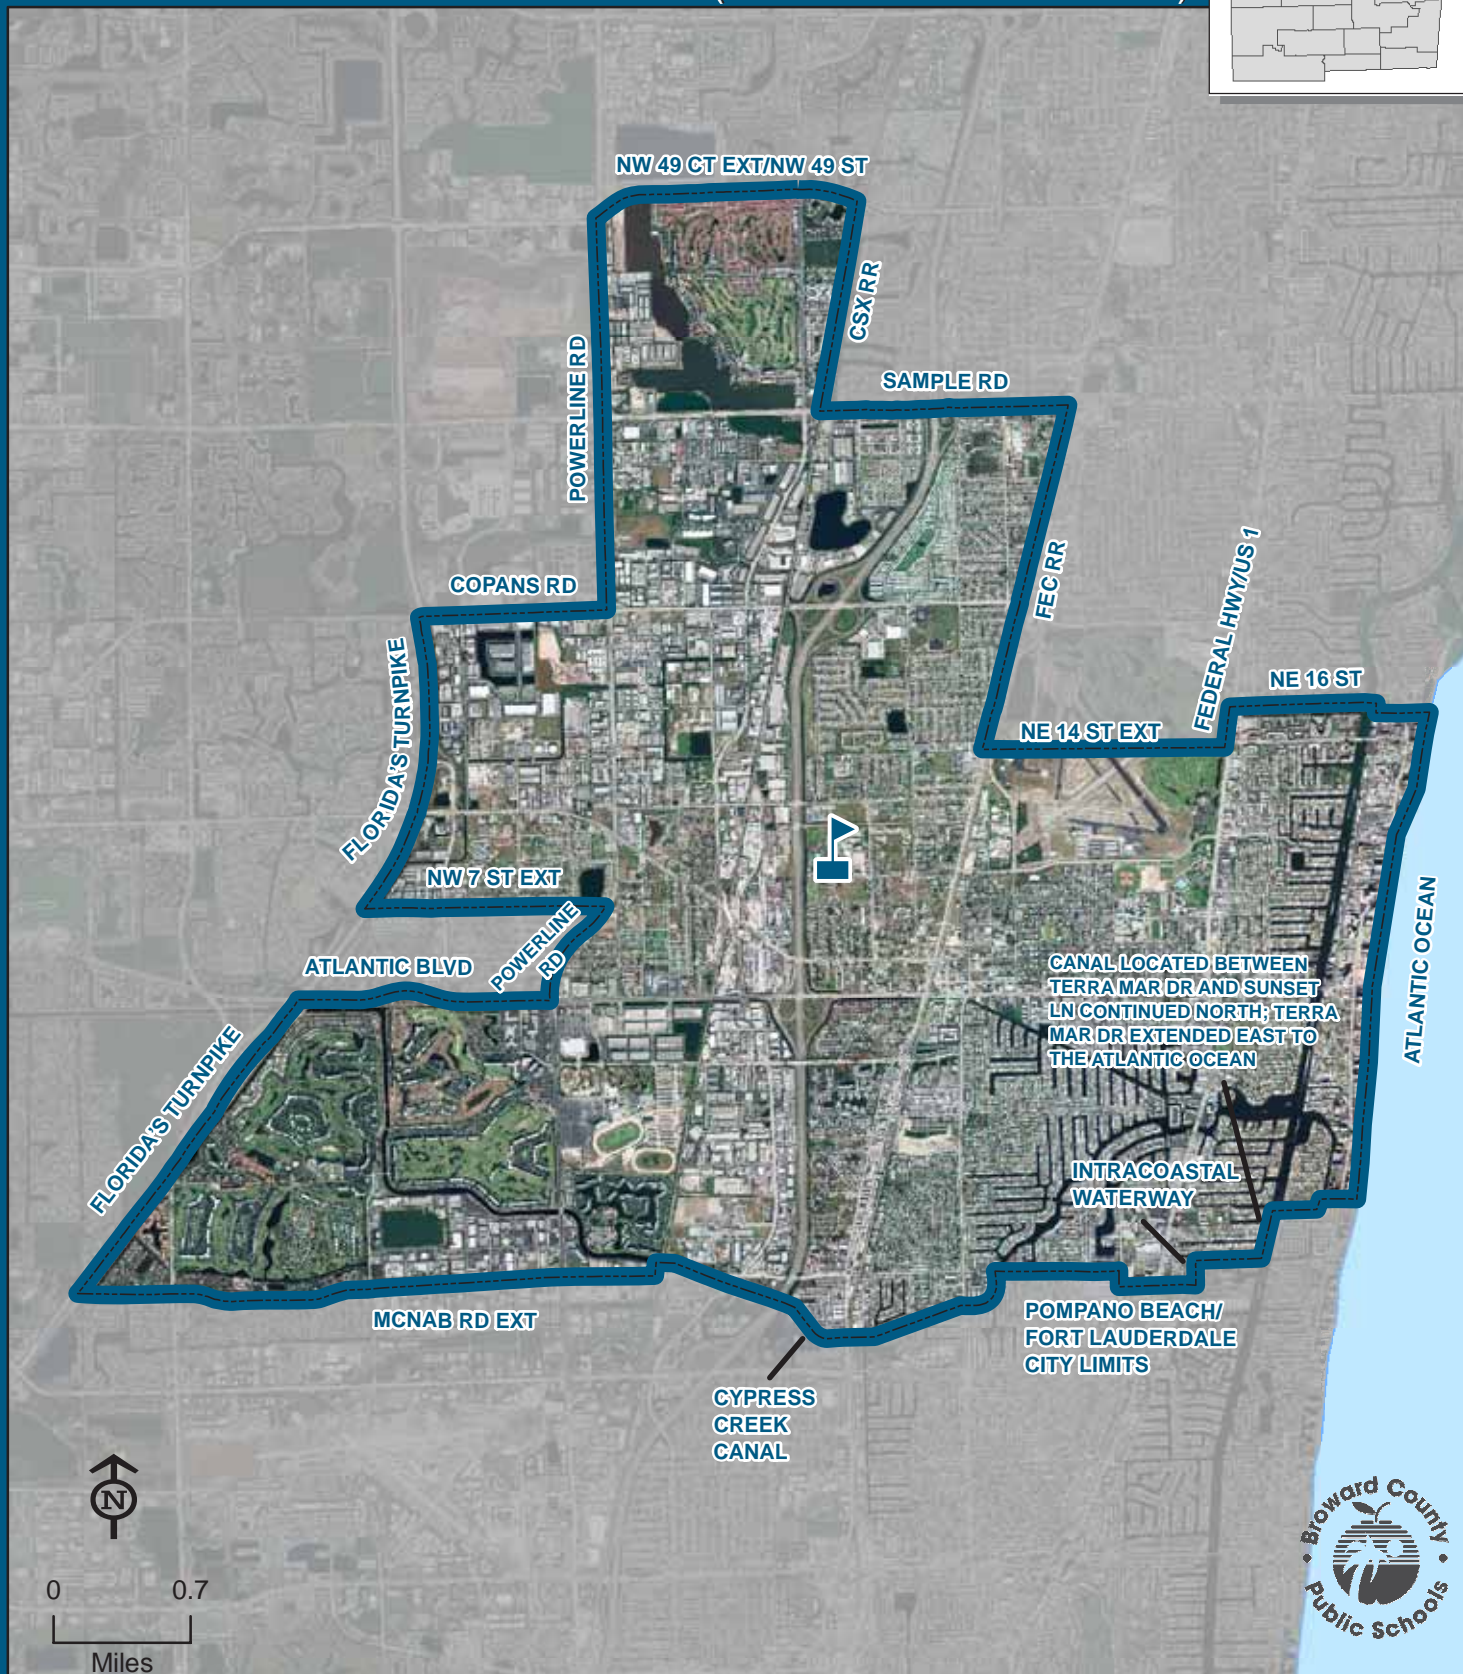 NW 49 CT EXT/NW 49 ST
CSX RR
SAMPLE RD
POWERLINE RD
COPANS RD
FEC RR
FEDERAL HWY/US 1
FLORIDA'S TURNPIKE
NE 16 ST
NE 14 ST EXT
NW 7 ST EXT
POWERLINE
RD
ATLANTIC BLVD
ATLANTIC OCEAN
CANAL LOCATED BETWEEN
TERRA MAR DR AND SUNSET
LN CONTINUED NORTH; TERRA
MAR DR EXTENDED EAST TO
THE ATLANTIC OCEAN
FLORIDA'S TURNPIKE
INTRACOASTAL
WATERWAY
MCNAB RD EXT
POMPANO BEACH/
FORT LAUDERDALE
CITY LIMITS
CYPRESS
CREEK
CANAL
N
0 0.7
Miles
Broward County
Public Schools